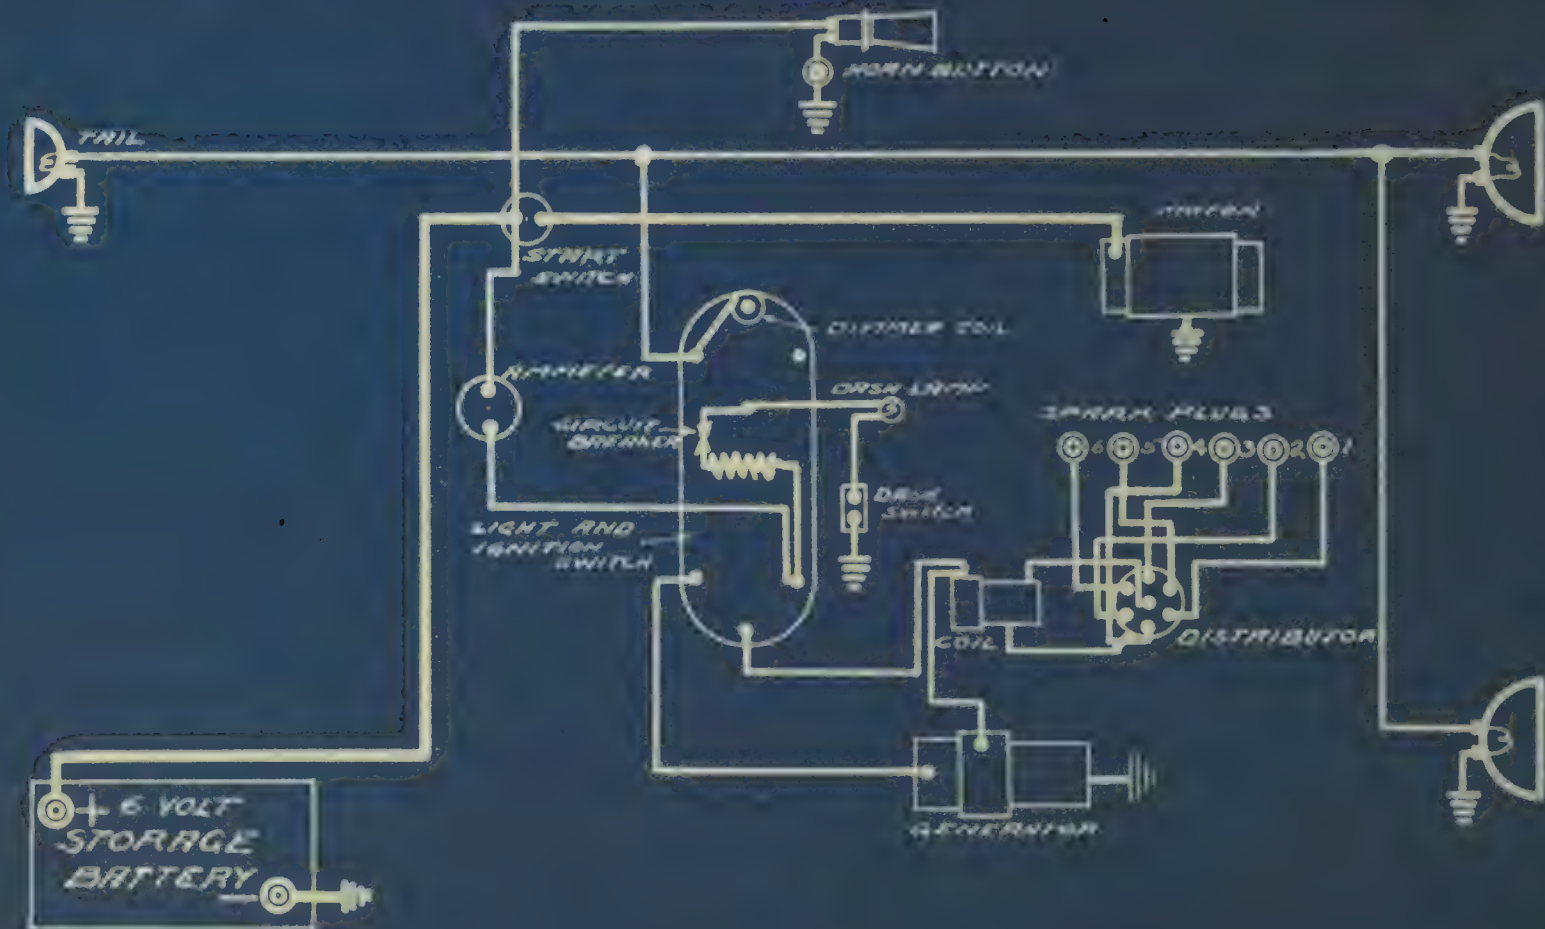 HORN BUTTON
TAIL
MOTOR
START
SWITCH
DIMMER COIL
AMMETER
DASH LAMP
CIRCUIT
BREAKER
SPARK PLUGS
6 5 4 3 2 1
DASH
SWITCH
LIGHT AND
IGNITION
SWITCH
COIL
DISTRIBUTOR
GENERATOR
+ 6 VOLT
STORAGE
BATTERY
-